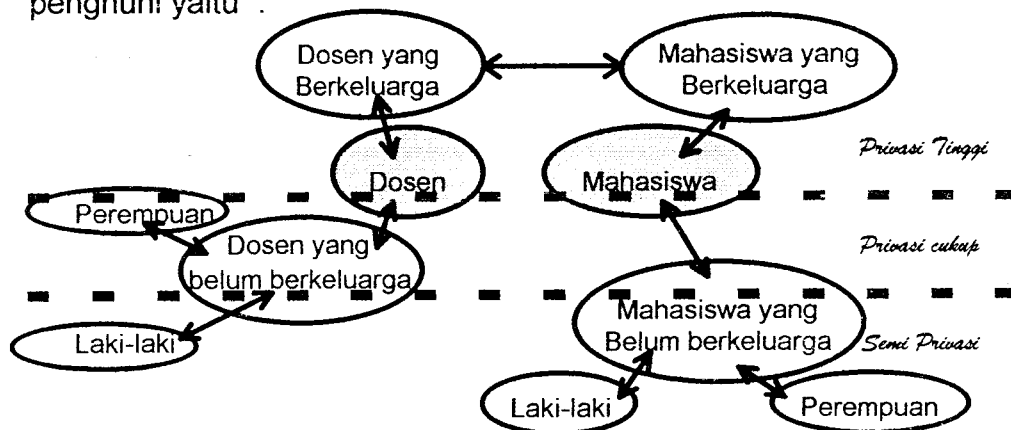 penghuni yaitu :
Dosen yang
Berkeluarga
Mahasiswa yang
Berkeluarga
Privasi Tinggi
Dosen
Mahasiswa
Perempuan
Dosen yang
belum berkeluarga
Privasi cukup
Mahasiswa yang
Belum berkeluarga
Laki-laki
Semi Privasi
Laki-laki
Perempuan